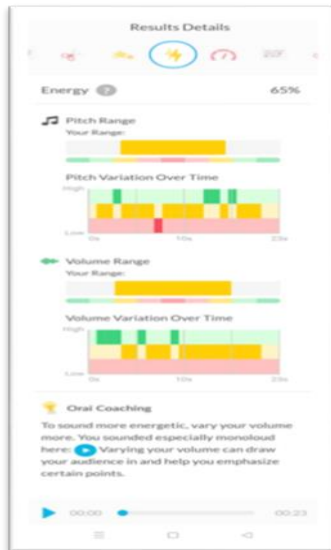 Results Details
Energy ? 65%
Pitch Range
Your Range:
Pitch Variation Over Time
High
Low
0s 10s 23s
Volume Range
Your Range:
Volume Variation Over Time
High
Low
0s 10s 23s
Oral Coaching
To sound more energetic, vary your volume
more. You sounded especially monoloud
here: Varying your volume can draw
your audience in and help you emphasize
certain points.
00:00 00:23